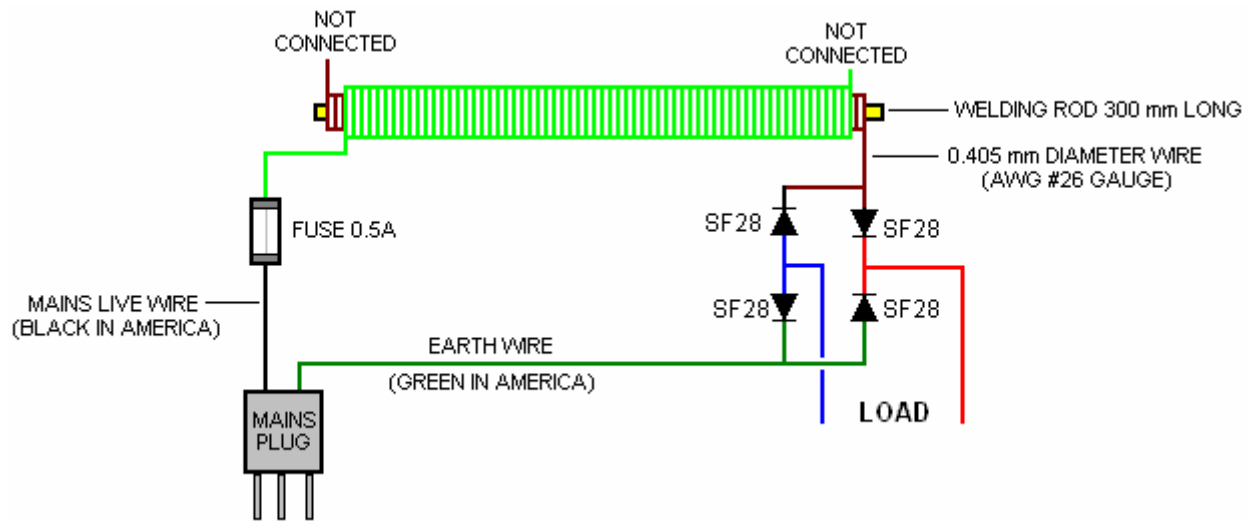 NOT
CONNECTED
NOT
CONNECTED
WELDING ROD 300 mm LONG
0.405 mm DIAMETER WIRE
(AWG #26 GAUGE)
SF28
SF28
FUSE 0.5A
MAINS LIVE WIRE
(BLACK IN AMERICA)
SF28
SF28
EARTH WIRE
(GREEN IN AMERICA)
LOAD
MAINS
PLUG